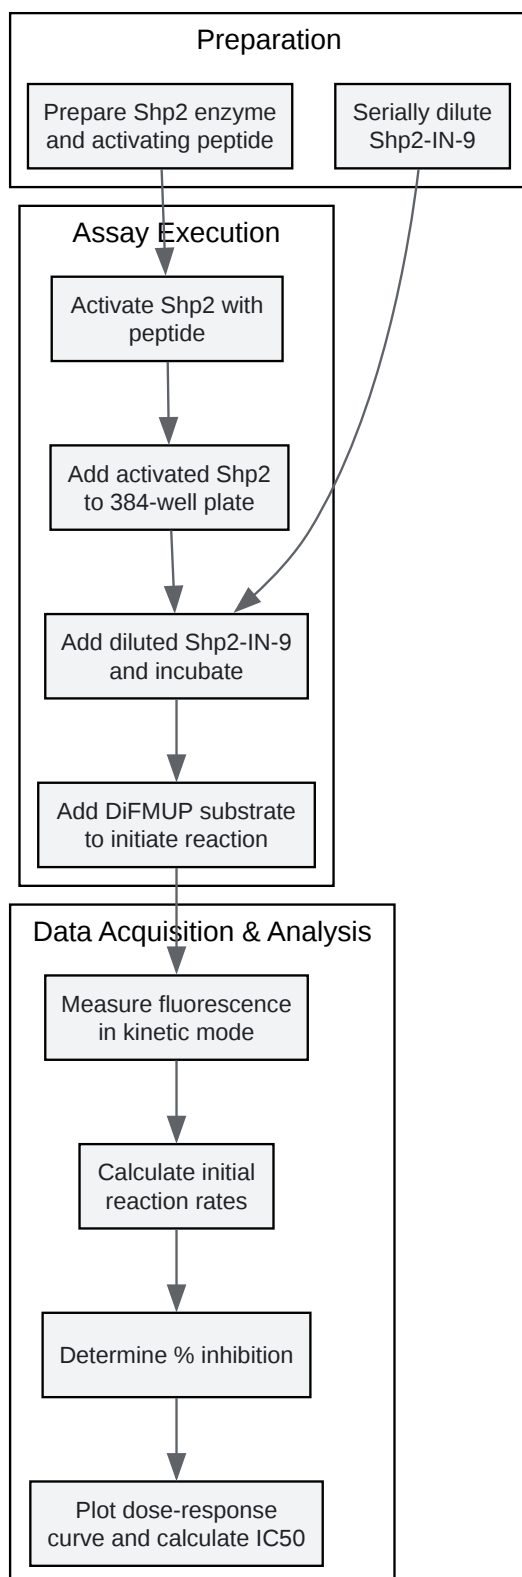 Preparation
Prepare Shp2 enzyme
and activating peptide
Serially dilute
Shp2-IN-9
Assay Execution
Activate Shp2 with
peptide
Add activated Shp2
to 384-well plate
Add diluted Shp2-IN-9
and incubate
Add DiFMUP substrate
to initiate reaction
Data Acquisition & Analysis
Measure fluorescence
in kinetic mode
Calculate initial
reaction rates
Determine % inhibition
Plot dose-response
curve and calculate IC50